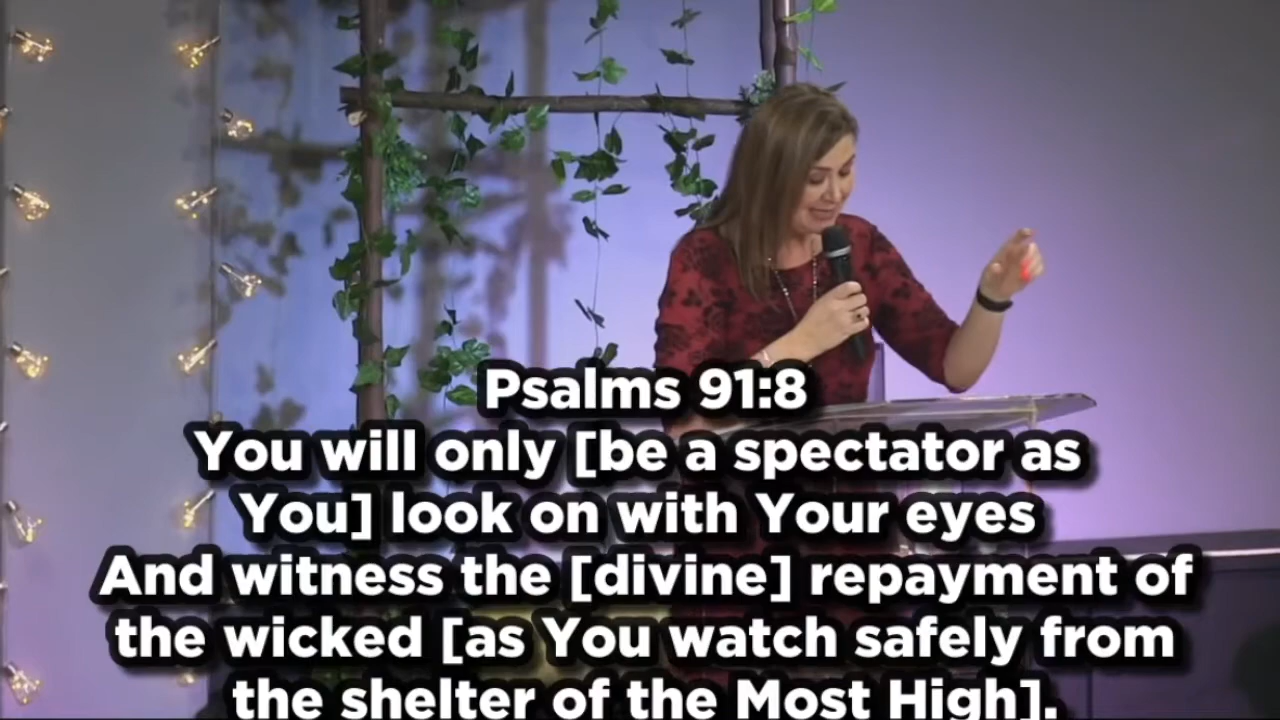 Psalms 91:8
You will only [be a spectator as
You] look on with Your eyes
And witness the [divine] repayment of
the wicked [as You watch safely from
the shelter of the Most High].